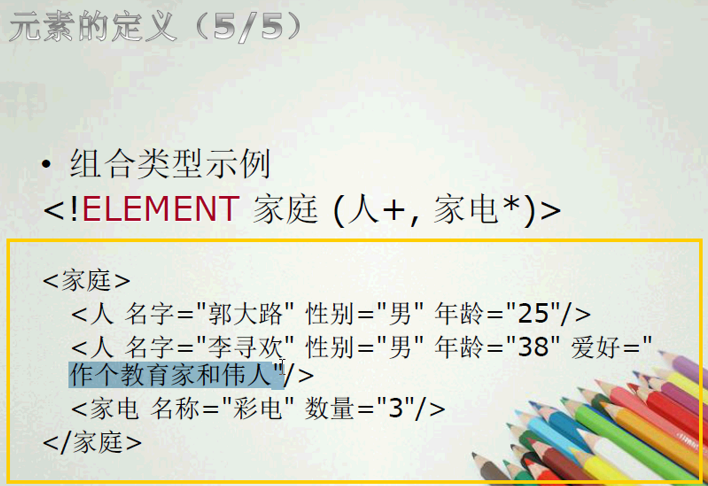 元素的定义（5/5）
• 组合类型示例
<!ELEMENT 家庭 (人+, 家电*)>
<家庭>
<人 名字="郭大路" 性别="男" 年龄="25"/>
<人 名字="李寻欢" 性别="男" 年龄="38" 爱好="
作个教育家和伟人"/>
<家电 名称="彩电" 数量="3"/>
</家庭>